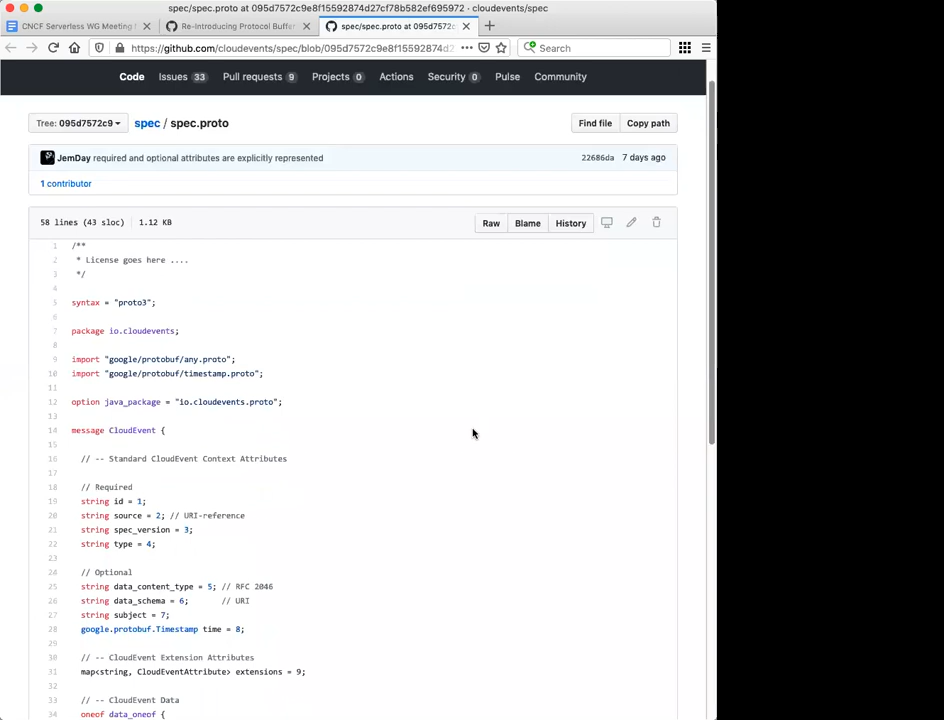 spec/spec.proto at 095d7572c9e8f15592874d27cf78b582ef695972 · cloudevents/spec
CNCF Serverless WG Meeting
Re-Introducing Protocol Buffer
spec/spec.proto at 095d7572c
https://github.com/cloudevents/spec/blob/095d7572c9e8f15592874d2
Search
Code
Issues 33
Pull requests 9
Projects 0
Actions
Security 0
Pulse
Community
Tree: 095d7572c9
spec / spec.proto
Find file
Copy path
JemDay required and optional attributes are explicitly represented
22686da 7 days ago
1 contributor
58 lines (43 sloc) 1.12 KB
Raw
Blame
History
1 /**
2 * License goes here ....
3 */
4
5 syntax = "proto3";
6
7 package io.cloudevents;
8
9 import "google/protobuf/any.proto";
10 import "google/protobuf/timestamp.proto";
11
12 option java_package = "io.cloudevents.proto";
13
14 message CloudEvent {
15
16 // -- Standard CloudEvent Context Attributes
17
18 // Required
19 string id = 1;
20 string source = 2; // URI-reference
21 string spec_version = 3;
22 string type = 4;
23
24 // Optional
25 string data_content_type = 5; // RFC 2046
26 string data_schema = 6; // URI
27 string subject = 7;
28 google.protobuf.Timestamp time = 8;
29
30 // -- CloudEvent Extension Attributes
31 map<string, CloudEventAttribute> extensions = 9;
32
33 // -- CloudEvent Data
34 oneof data_oneof {